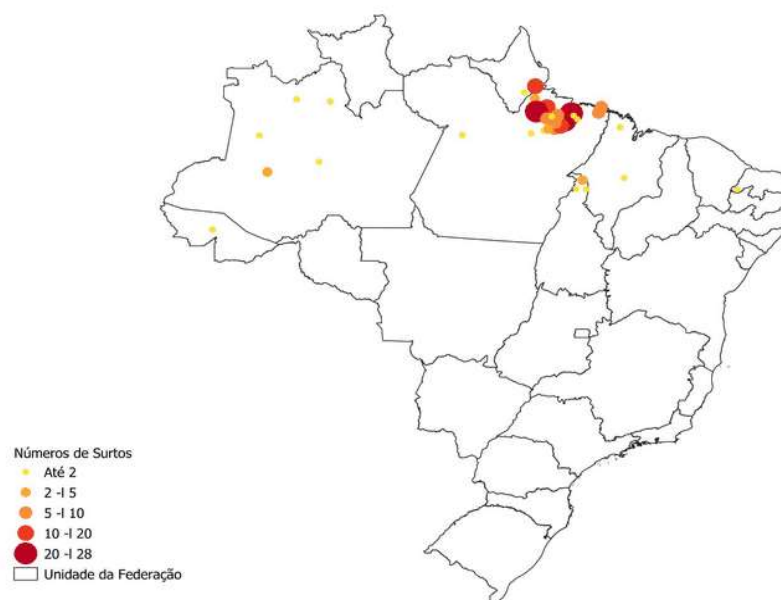 Números de Surtos
Até 2
2 -l 5
5 -l 10
10 -l 20
20 -l 28
Unidade da Federação